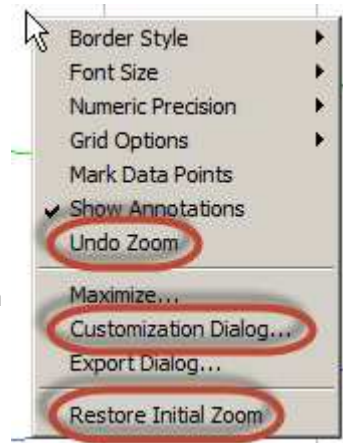 Border Style
Font Size
Numeric Precision
Grid Options
Mark Data Points
Show Annotations
Undo Zoom
Maximize...
Customization Dialog...
Export Dialog...
Restore Initial Zoom